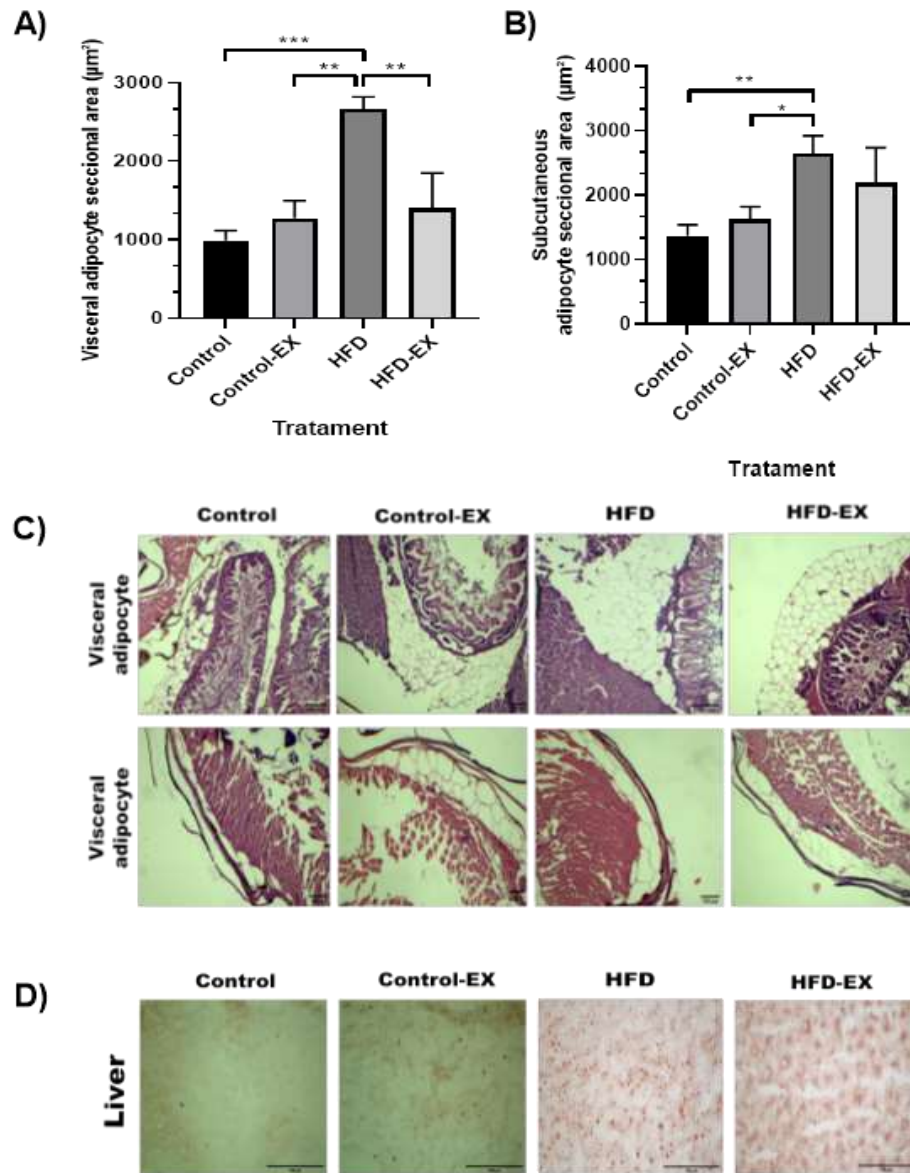 A)
Visceral adipocyte seccional area (µm²)
3000
2000
1000
0
***
**
**
Control
Control-EX
HFD
HFD-EX
Tratament
B)
Subcutaneous
adipocyte seccional area (µm²)
4000
3000
2000
1000
0
**
*
Control
Control-EX
HFD
HFD-EX
Tratament
C)
Control
Control-EX
HFD
HFD-EX
Visceral
adipocyte
Visceral
adipocyte
D)
Control
Control-EX
HFD
HFD-EX
Liver